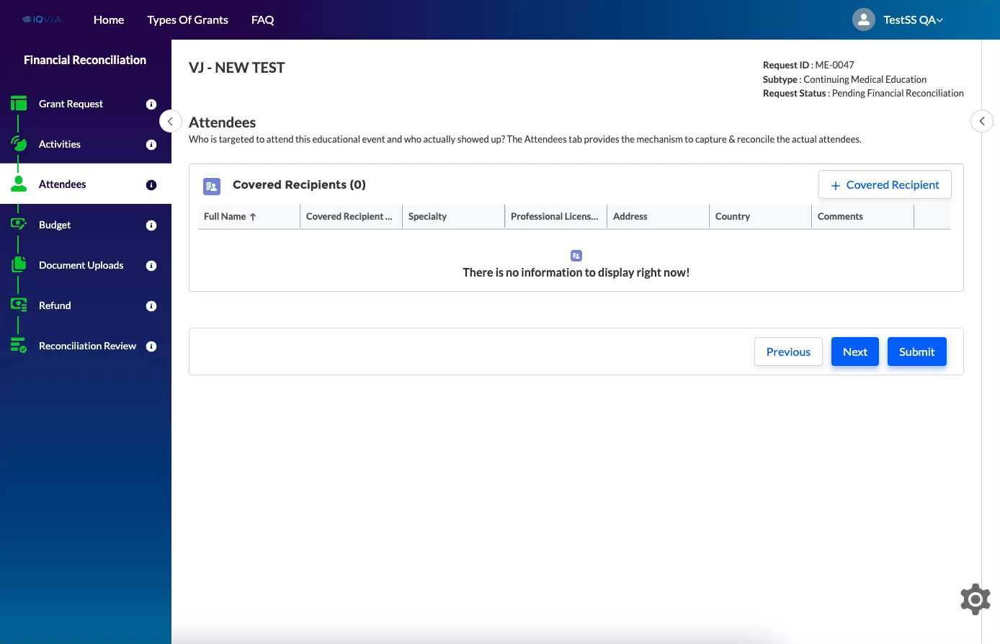 IQVIA
Home
Types Of Grants
FAQ
TestSS QA
Financial Reconciliation
Grant Request
Activities
Attendees
Budget
Document Uploads
Refund
Reconciliation Review
VJ - NEW TEST
Request ID : ME-0047
Subtype : Continuing Medical Education
Request Status : Pending Financial Reconciliation
Attendees
Who is targeted to attend this educational event and who actually showed up? The Attendees tab provides the mechanism to capture & reconcile the actual attendees.
Covered Recipients (0)
+ Covered Recipient
Full Name ↑
Covered Recipient ...
Specialty
Professional Licens...
Address
Country
Comments
There is no information to display right now!
Previous
Next
Submit